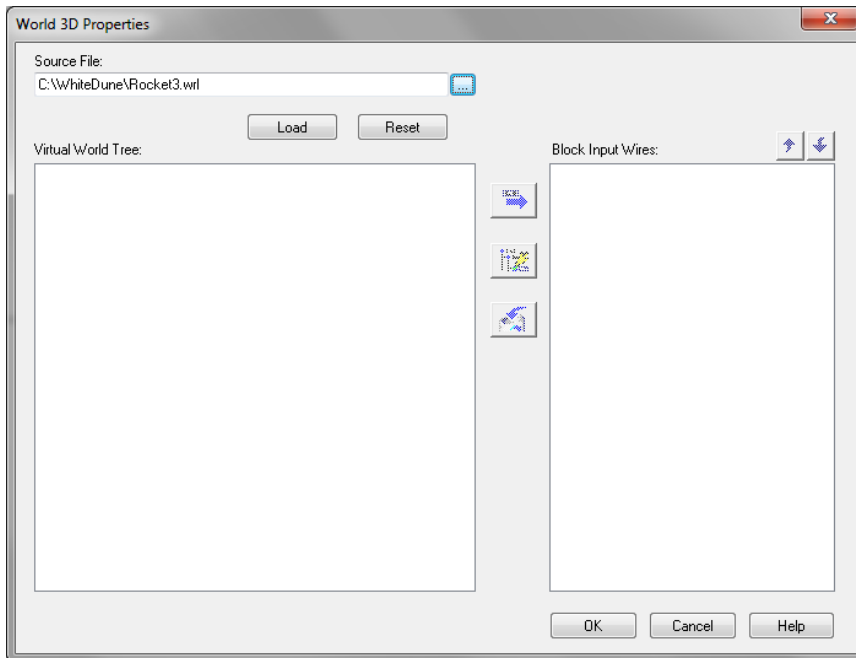 World 3D Properties
Source File:
C:\WhiteDune\Rocket3.wrl
...
Load Reset
Virtual World Tree:
Block Input Wires:
OK Cancel Help